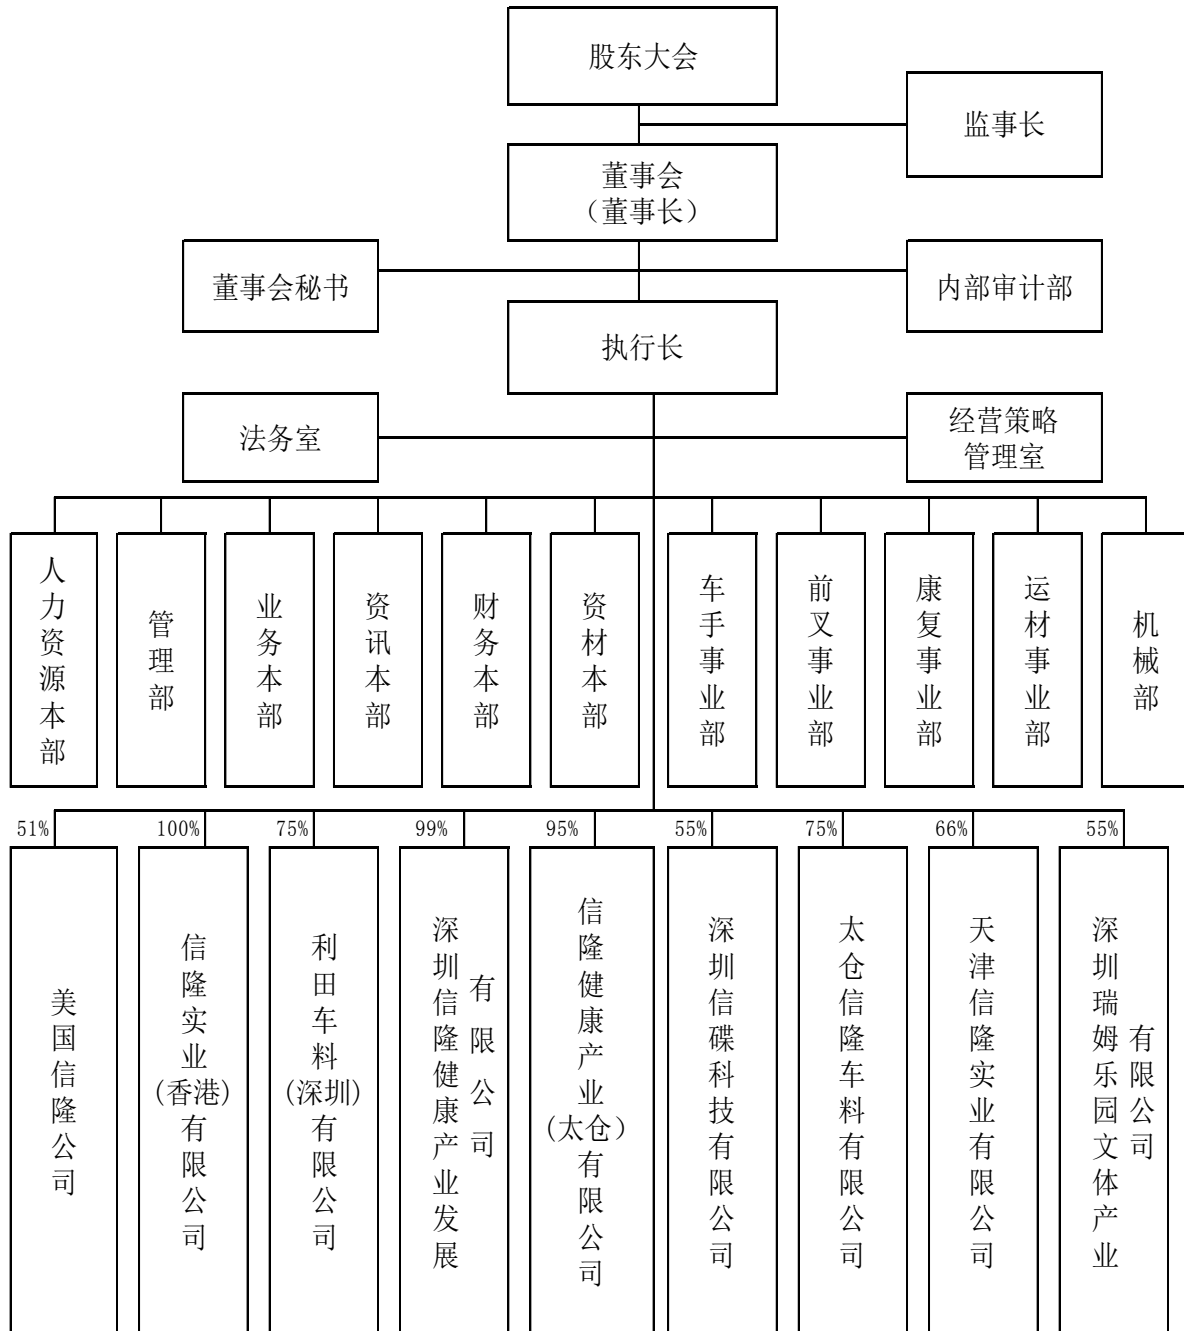 股东大会
监事长
董事会
（董事长）
董事会秘书
内部审计部
执行长
法务室
经营策略
管理室
人力资源本部
管理部
业务本部
资讯本部
财务本部
资材本部
车手事业部
前叉事业部
康复事业部
运材事业部
机械部
51%
100%
75%
99%
95%
55%
75%
66%
55%
美国信隆公司
信隆实业(香港)有限公司
利田车料(深圳)有限公司
深圳信隆健康产业发展
有限公司
信隆健康产业(太仓）有限公司
深圳信碟科技有限公司
太仓信隆车料有限公司
天津信隆实业有限公司
深圳瑞姆乐园文体产业
有限公司